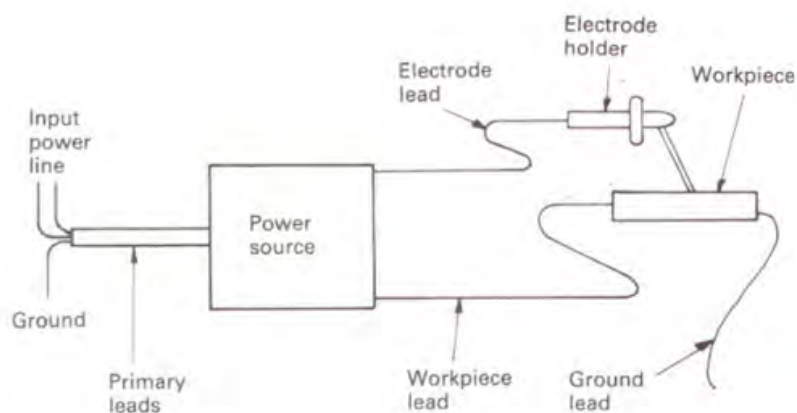 Electrode
holder
Electrode
lead
Workpiece
Input
power
line
Power
source
Ground
Primary
leads
Workpiece
lead
Ground
lead